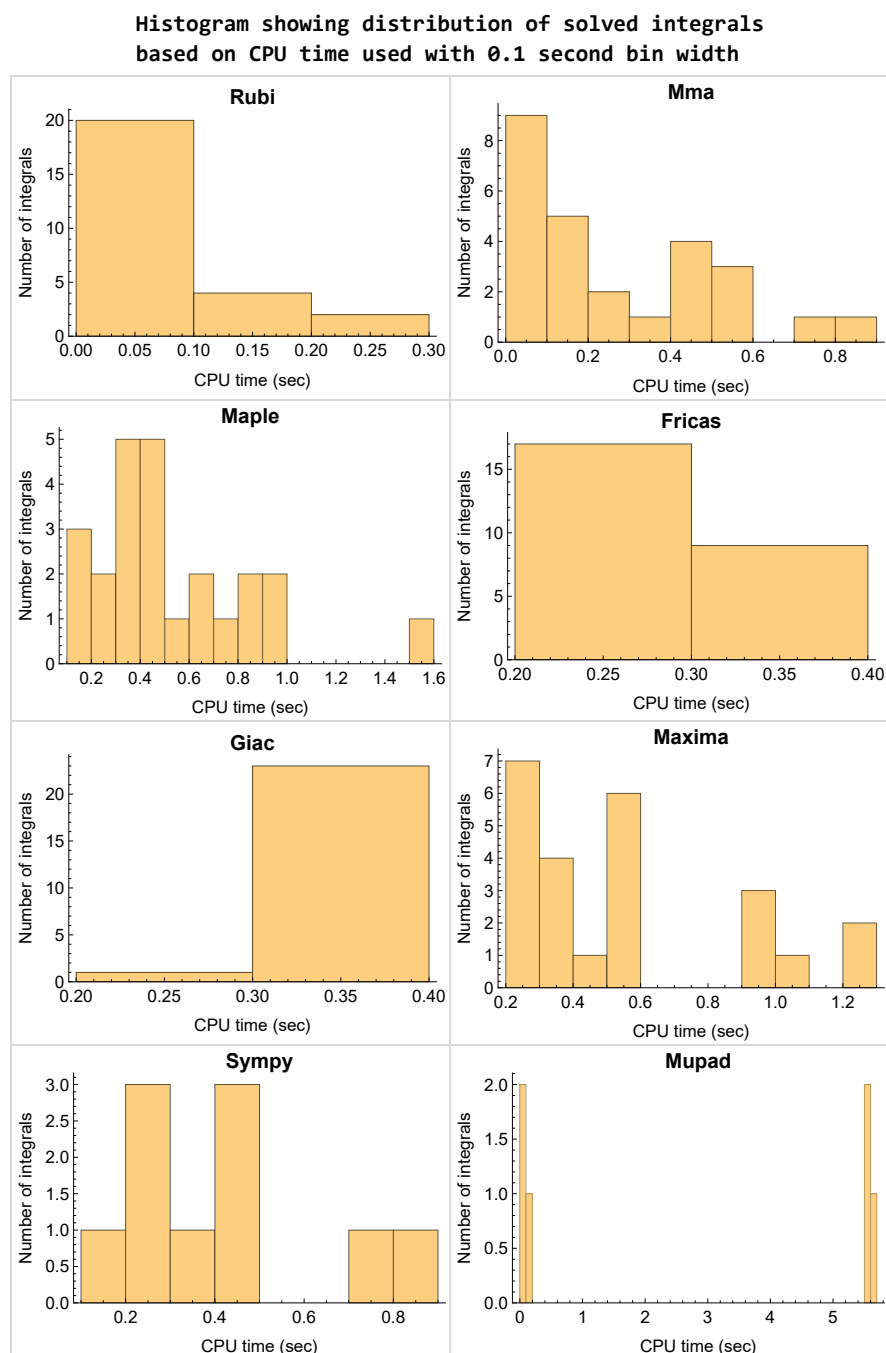 Histogram showing distribution of solved integrals
based on CPU time used with 0.1 second bin width
Rubi
Number of integrals
20
15
10
5
0
0.00 0.05 0.10 0.15 0.20 0.25 0.30
CPU time (sec)
Mma
Number of integrals
8
6
4
2
0
0.0 0.2 0.4 0.6 0.8
CPU time (sec)
Maple
Number of integrals
5
4
3
2
1
0
0.2 0.4 0.6 0.8 1.0 1.2 1.4 1.6
CPU time (sec)
Fricas
Number of integrals
15
10
5
0
0.20 0.25 0.30 0.35 0.40
CPU time (sec)
Giac
Number of integrals
20
15
10
5
0
0.20 0.25 0.30 0.35 0.40
CPU time (sec)
Maxima
Number of integrals
7
6
5
4
3
2
1
0
0.2 0.4 0.6 0.8 1.0 1.2
CPU time (sec)
Sympy
Number of integrals
3.0
2.5
2.0
1.5
1.0
0.5
0.0
0.2 0.4 0.6 0.8
CPU time (sec)
Mupad
Number of integrals
2.0
1.5
1.0
0.5
0.0
0 1 2 3 4 5
CPU time (sec)